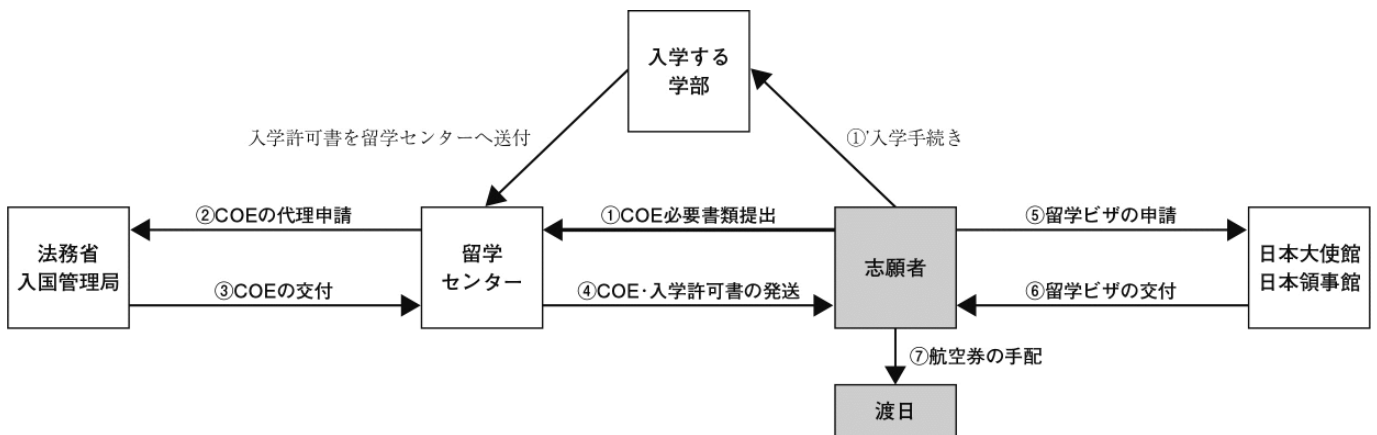 入学する
学部
入学許可書を留学センターへ送付
①'入学手続き
②COEの代理申請
①COE必要書類提出
⑤留学ビザの申請
法務省
入国管理局
留学
センター
志願者
日本大使館
日本領事館
③COEの交付
④COE・入学許可書の発送
⑥留学ビザの交付
⑦航空券の手配
渡日